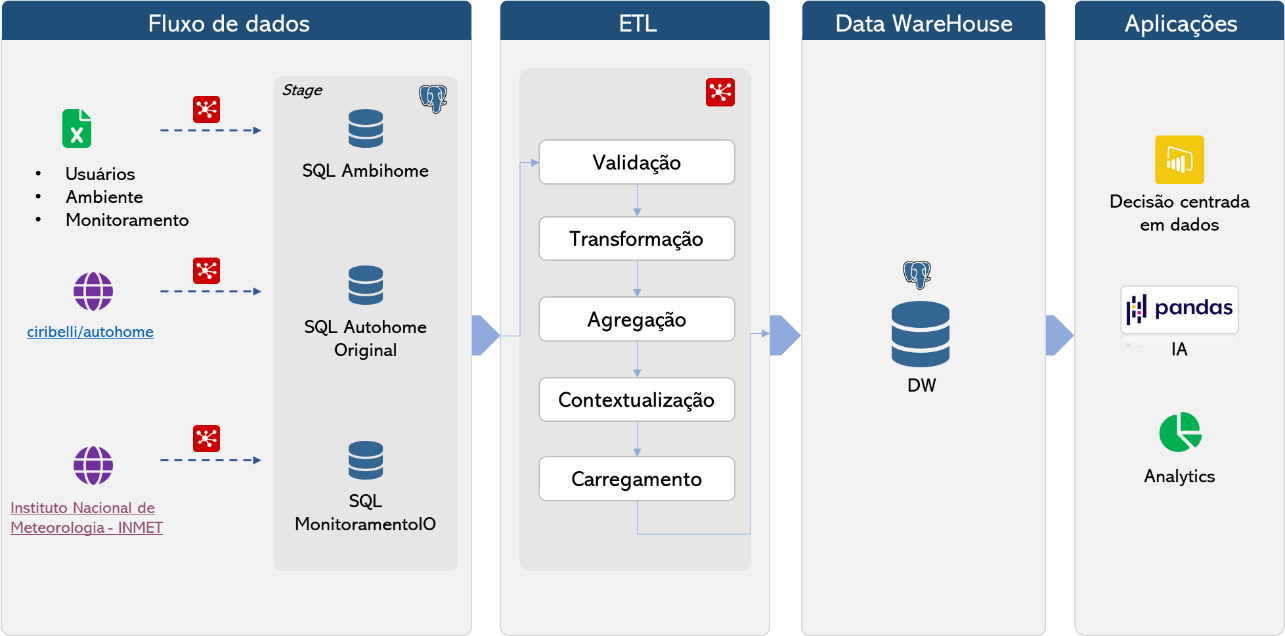 Fluxo de dados
Stage
X
SQL Ambihome
• Usuários
• Ambiente
• Monitoramento
ciribelli/autohome
SQL Autohome
Original
Instituto Nacional de
Meteorologia - INMET
SQL
MonitoramentoIO
ETL
Validação
Transformação
Agregação
Contextualização
Carregamento
Data WareHouse
DW
Aplicações
Decisão centrada
em dados
pandas
IA
Analytics